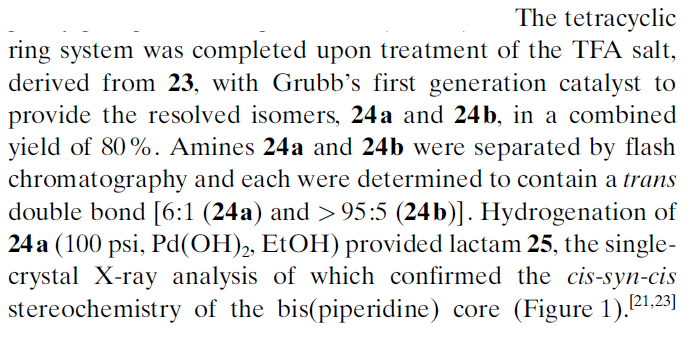 The tetracyclic
ring system was completed upon treatment of the TFA salt,
derived from 23, with Grubb's first generation catalyst to
provide the resolved isomers, 24a and 24b, in a combined
yield of 80%. Amines 24a and 24b were separated by flash
chromatography and each were determined to contain a trans
double bond [6:1 (24a) and >95:5 (24b)]. Hydrogenation of
24a (100 psi, Pd(OH)₂, EtOH) provided lactam 25, the single-
crystal X-ray analysis of which confirmed the cis-syn-cis
stereochemistry of the bis(piperidine) core (Figure 1).[21,23]